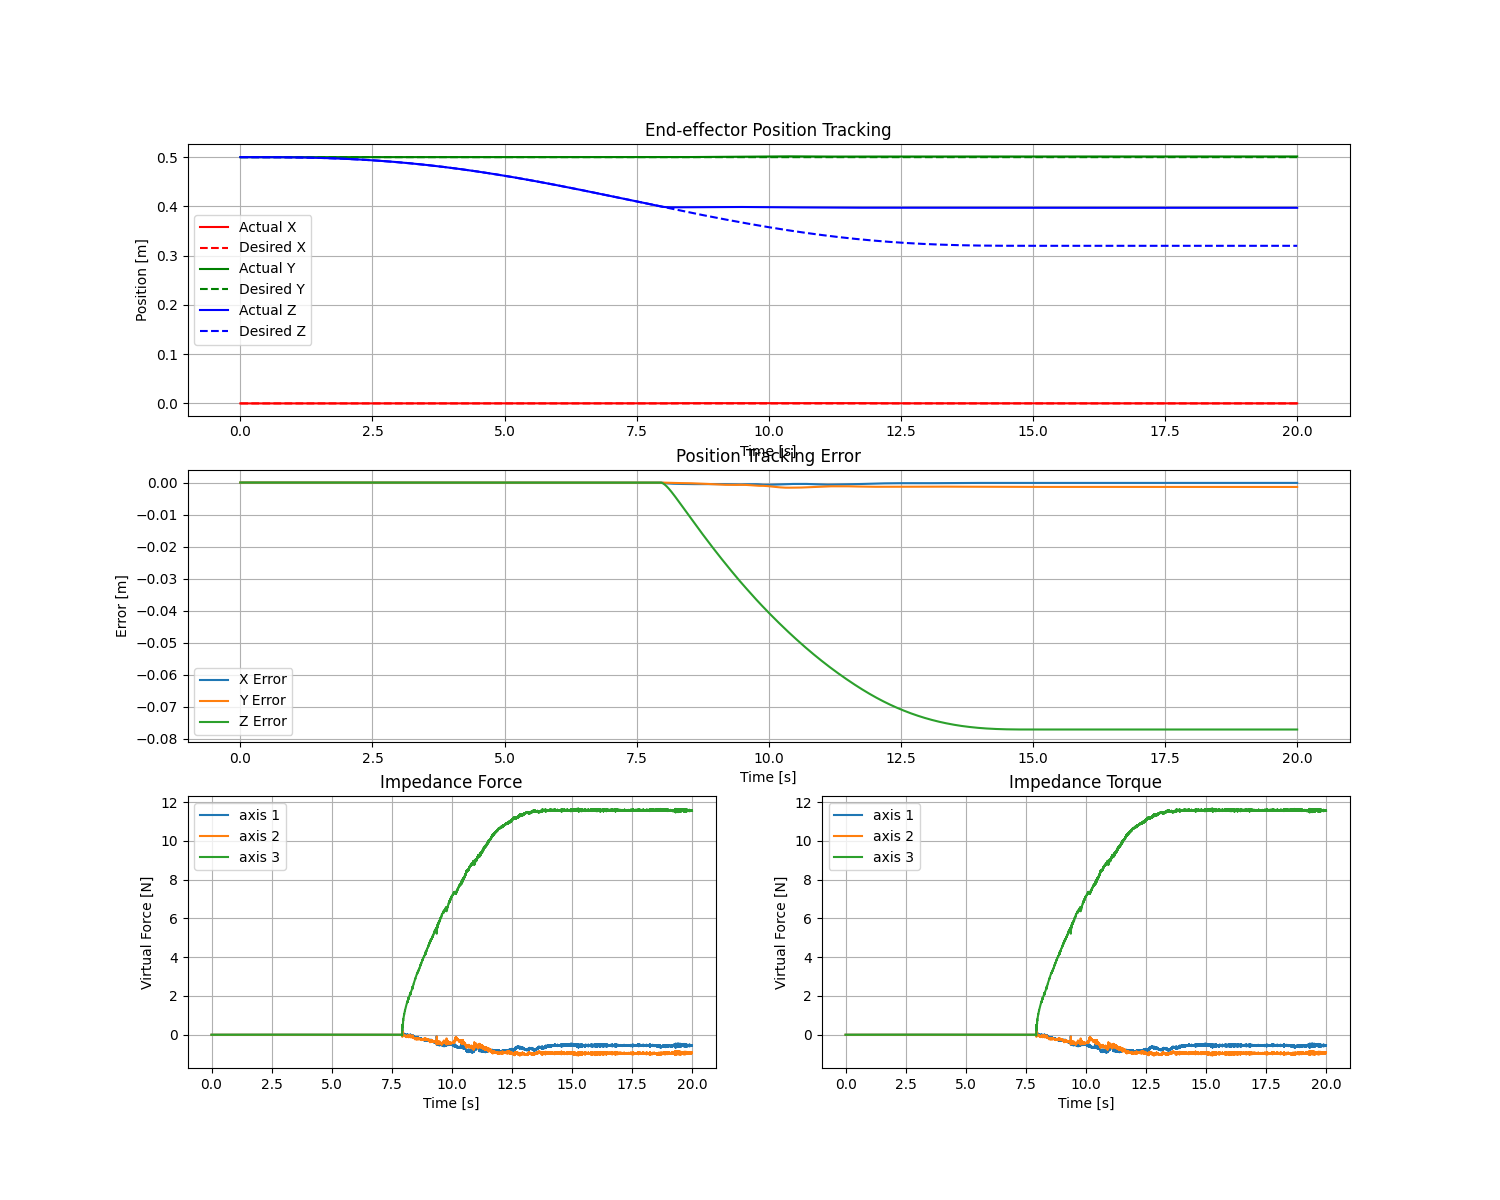 End-effector Position Tracking
Position [m]
0.5
0.4
0.3
0.2
0.1
0.0
Actual X
Desired X
Actual Y
Desired Y
Actual Z
Desired Z
0.0 2.5 5.0 7.5 10.0 12.5 15.0 17.5 20.0
Time [s]
Position Tracking Error
Error [m]
0.00
−0.01
−0.02
−0.03
−0.04
−0.05
−0.06
−0.07
−0.08
X Error
Y Error
Z Error
0.0 2.5 5.0 7.5 10.0 12.5 15.0 17.5 20.0
Time [s]
Impedance Force
Virtual Force [N]
12
10
8
6
4
2
0
axis 1
axis 2
axis 3
0.0 2.5 5.0 7.5 10.0 12.5 15.0 17.5 20.0
Time [s]
Impedance Torque
Virtual Force [N]
12
10
8
6
4
2
0
axis 1
axis 2
axis 3
0.0 2.5 5.0 7.5 10.0 12.5 15.0 17.5 20.0
Time [s]